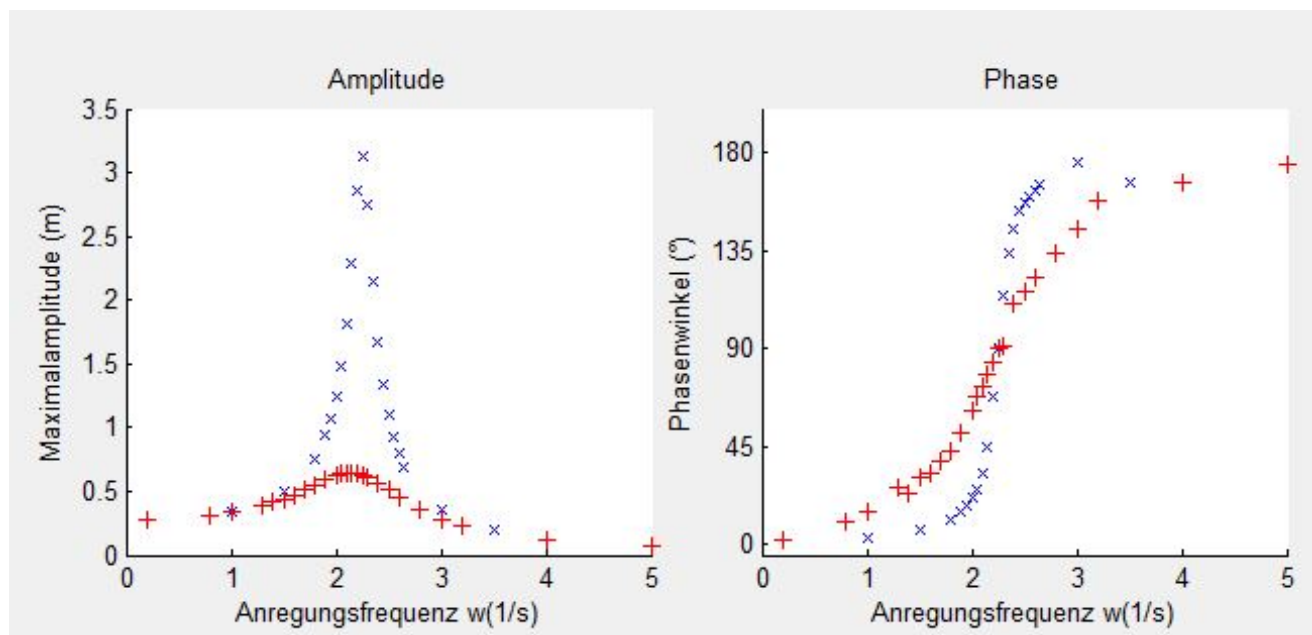 Amplitude
Maximalamplitude (m)
3.5
3
2.5
2
1.5
1
0.5
0
0 1 2 3 4 5
Anregungsfrequenz w(1/s)
Phase
Phasenwinkel (°)
180
135
90
45
0
0 1 2 3 4 5
Anregungsfrequenz w(1/s)